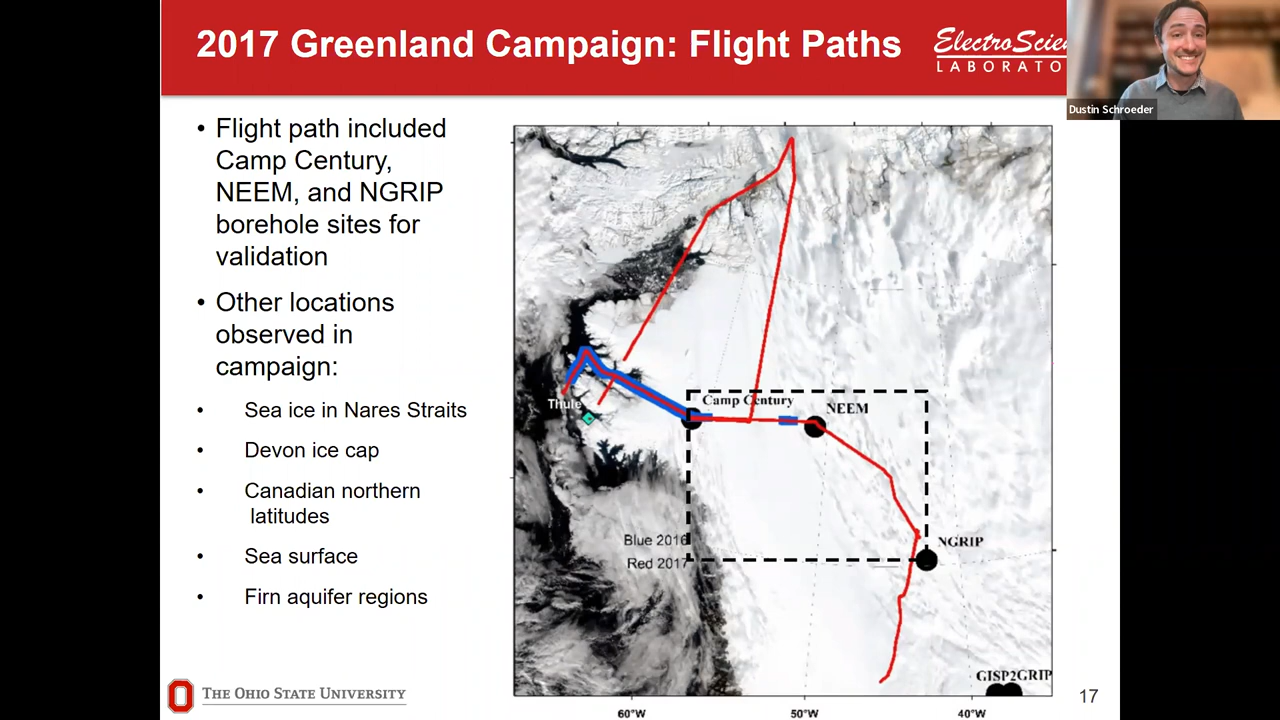 2017 Greenland Campaign: Flight Paths
ElectroScien
LABORATO
Dustin Schroeder
• Flight path included
Camp Century,
NEEM, and NGRIP
borehole sites for
validation
• Other locations
observed in
campaign:
• Sea ice in Nares Straits
• Devon ice cap
• Canadian northern
latitudes
• Sea surface
• Firn aquifer regions
Thule
Camp Century
NEEM
Blue 2016
Red 2017
NGRIP
GISP2GRIP
60°W
50°W
40°W
THE OHIO STATE UNIVERSITY
17